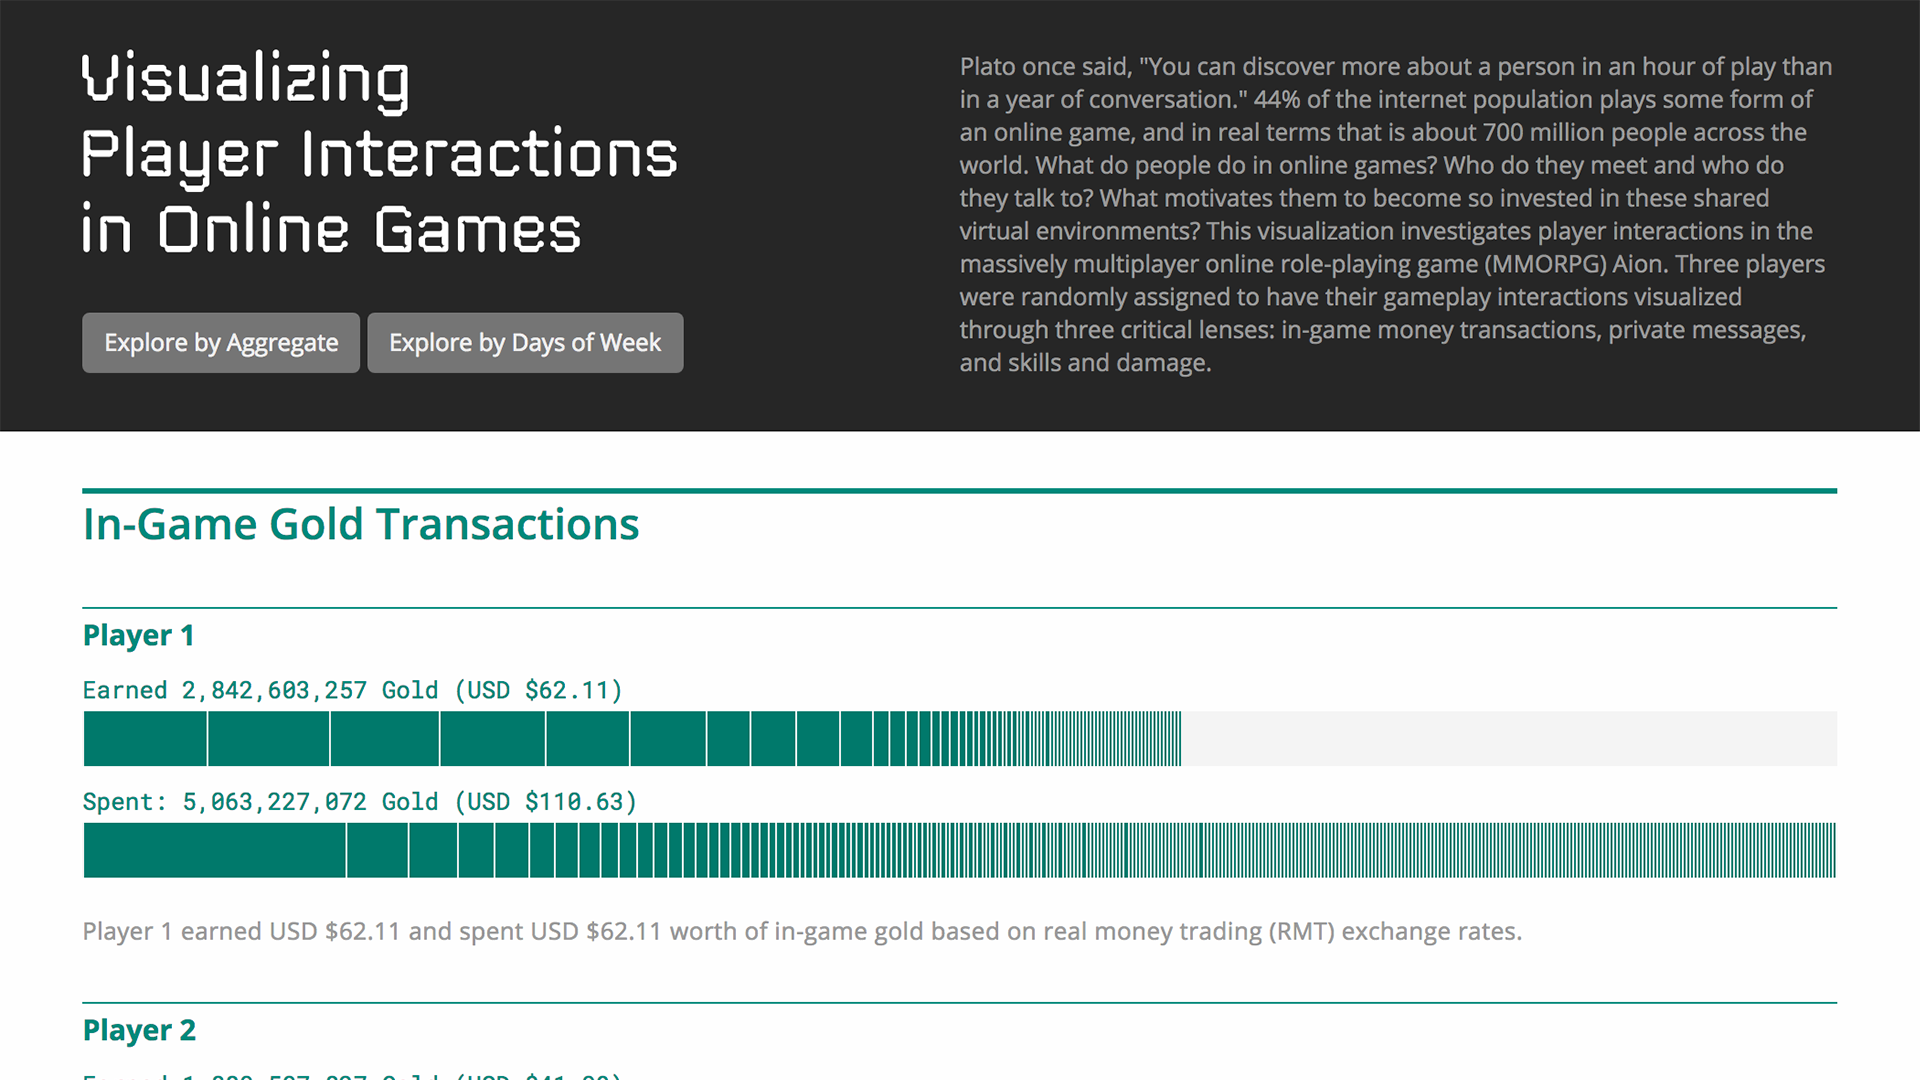 Visualizing
Player Interactions
in Online Games
Explore by Aggregate
Explore by Days of Week
Plato once said, "You can discover more about a person in an hour of play than
in a year of conversation." 44% of the internet population plays some form of
an online game, and in real terms that is about 700 million people across the
world. What do people do in online games? Who do they meet and who do
they talk to? What motivates them to become so invested in these shared
virtual environments? This visualization investigates player interactions in the
massively multiplayer online role-playing game (MMORPG) Aion. Three players
were randomly assigned to have their gameplay interactions visualized
through three critical lenses: in-game money transactions, private messages,
and skills and damage.
In-Game Gold Transactions
Player 1
Earned 2,842,603,257 Gold (USD $62.11)
Spent: 5,063,227,072 Gold (USD $110.63)
Player 1 earned USD $62.11 and spent USD $62.11 worth of in-game gold based on real money trading (RMT) exchange rates.
Player 2